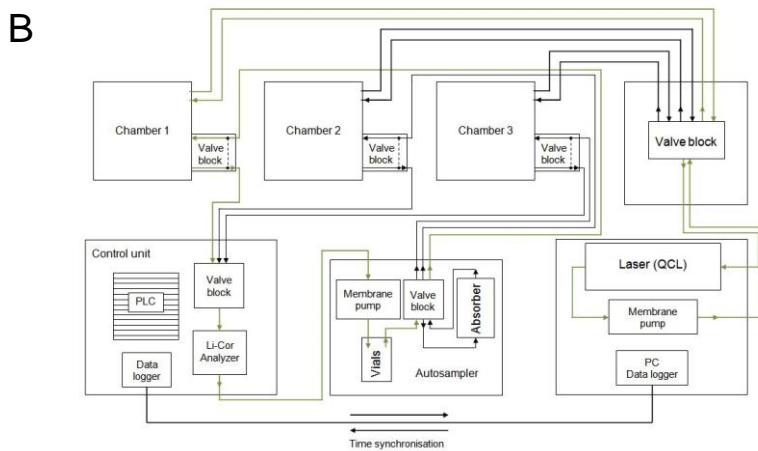 B
Chamber 1
Valve
block
Chamber 2
Valve
block
Chamber 3
Valve
block
Valve block
Control unit
PLC
Valve
block
Li-Cor
Analyzer
Data
logger
Membrane
pump
Valve
block
Absorber
Vials
Autosampler
Laser (QCL)
Membrane
pump
PC
Data logger
Time synchronisation